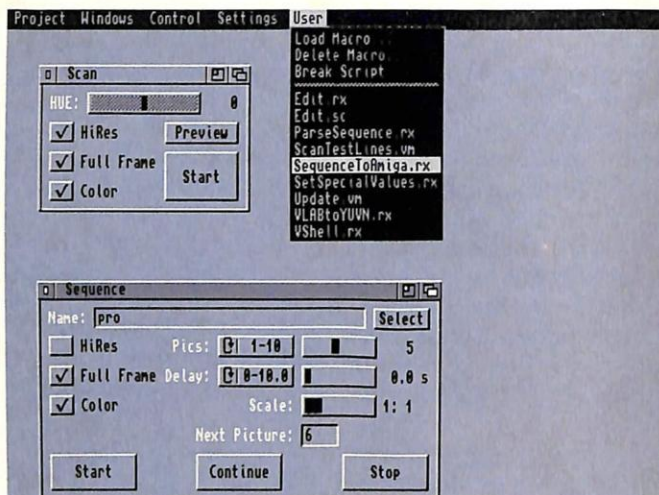 Project Windows Control Settings User
Load Macro...
Delete Macro...
Break Script
Edit.rx
Edit.sc
ParseSequence.rx
ScanTestLines.vm
SequenceToAmiga.rx
SetSpecialValues.rx
Update.vm
VLABtoYUVN.rx
VShell.rx
Scan
HUE: 0
HiRes Preview
Full Frame Start
Color
Sequence
Name: pro Select
HiRes Pics: 1-10 5
Full Frame Delay: 0-10.0 0.0 s
Color Scale: 1: 1
Next Picture: 6
Start Continue Stop